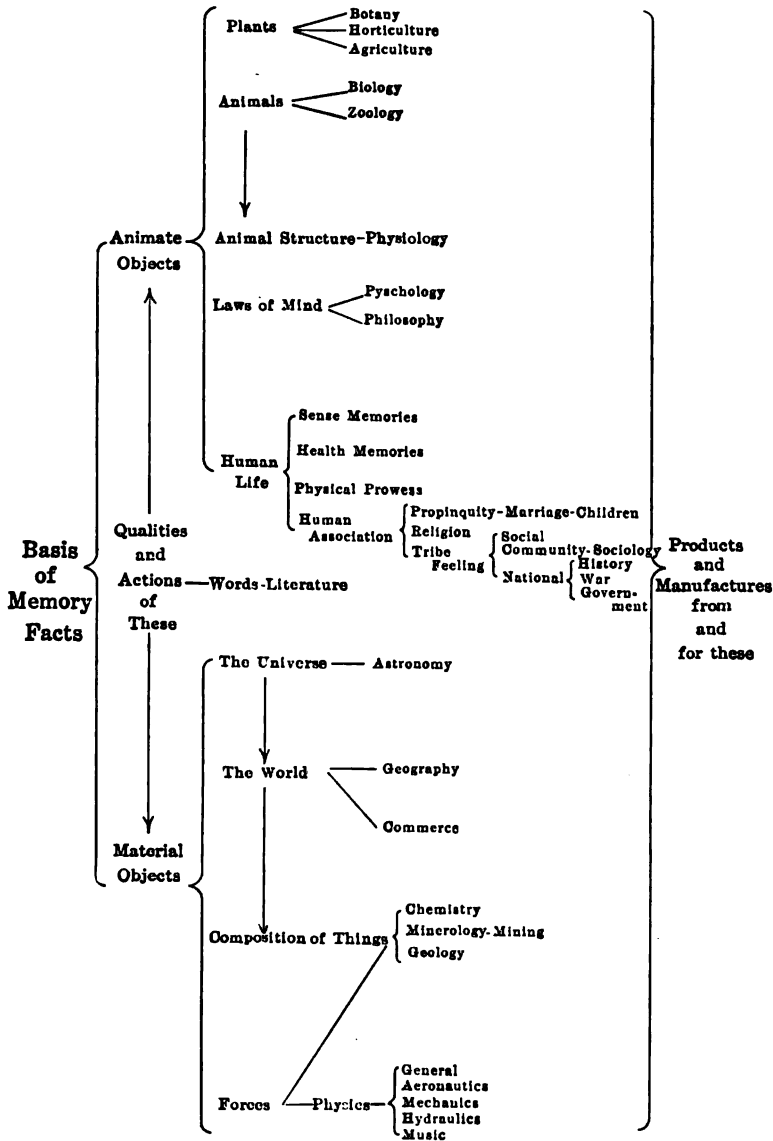 Plants
Botany
Horticulture
Agriculture
Animals
Biology
Zoology
Animate
Objects
Animal Structure-Physiology
Laws of Mind
Pyschology
Philosophy
Human
Life
Sense Memories
Health Memories
Physical Prowess
Human
Association
Propinquity-Marriage-Children
Religion
Tribe
Feeling
Social
Community-Sociology
National
History
War
Govern-
ment
Basis
of
Memory
Facts
Qualities
and
Actions
of
These
Words-Literature
Products
and
Manufactures
from
and
for these
The Universe
Astronomy
The World
Geography
Commerce
Material
Objects
Composition of Things
Chemistry
Minerology-Mining
Geology
Forces
Physics
General
Aeronautics
Mechanics
Hydraulics
Music